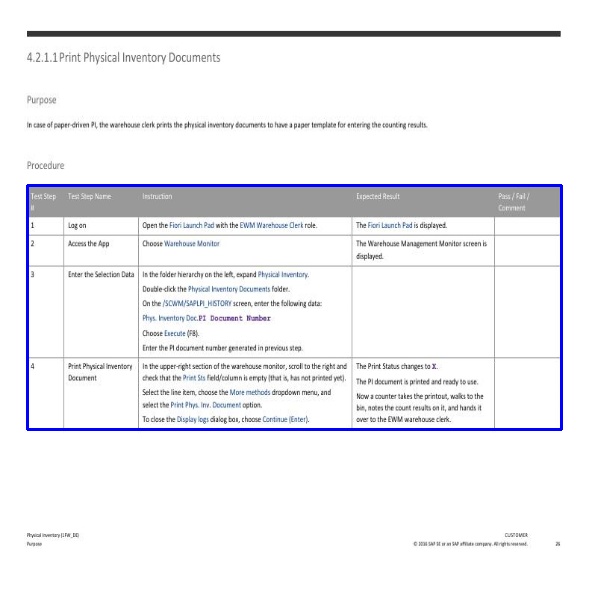 4.2.1.1 Print Physical Inventory Documents
Purpose
In case of paper-driven PI, the warehouse clerk prints the physical inventory documents to have a paper template for entering the counting results.
Procedure
Test Step
#
Test Step Name
Instruction
Expected Result
Pass / Fail /
Comment
1
Log on
Open the Fiori Launch Pad with the EWM Warehouse Clerk role.
The Fiori Launch Pad is displayed.
2
Access the App
Choose Warehouse Monitor
The Warehouse Management Monitor screen is
displayed.
3
Enter the Selection Data
In the folder hierarchy on the left, expand Physical Inventory.
Double-click the Physical Inventory Documents folder.
On the /SCWM/SAPLPI_HISTORY screen, enter the following data:
Phys. Inventory Doc.PI Document Number
Choose Execute (F8).
Enter the PI document number generated in previous step.
4
Print Physical Inventory
Document
In the upper-right section of the warehouse monitor, scroll to the right and
check that the Print Sts field/column is empty (that is, has not printed yet).
Select the line item, choose the More methods dropdown menu, and
select the Print Phys. Inv. Document option.
To close the Display logs dialog box, choose Continue (Enter).
The Print Status changes to X.
The PI document is printed and ready to use.
Now a counter takes the printout, walks to the
bin, notes the count results on it, and hands it
over to the EWM warehouse clerk.
Physical Inventory (1FW_DE)
Purpose
CUSTOMER
© 2016 SAP SE or an SAP affiliate company. All rights reserved.
26